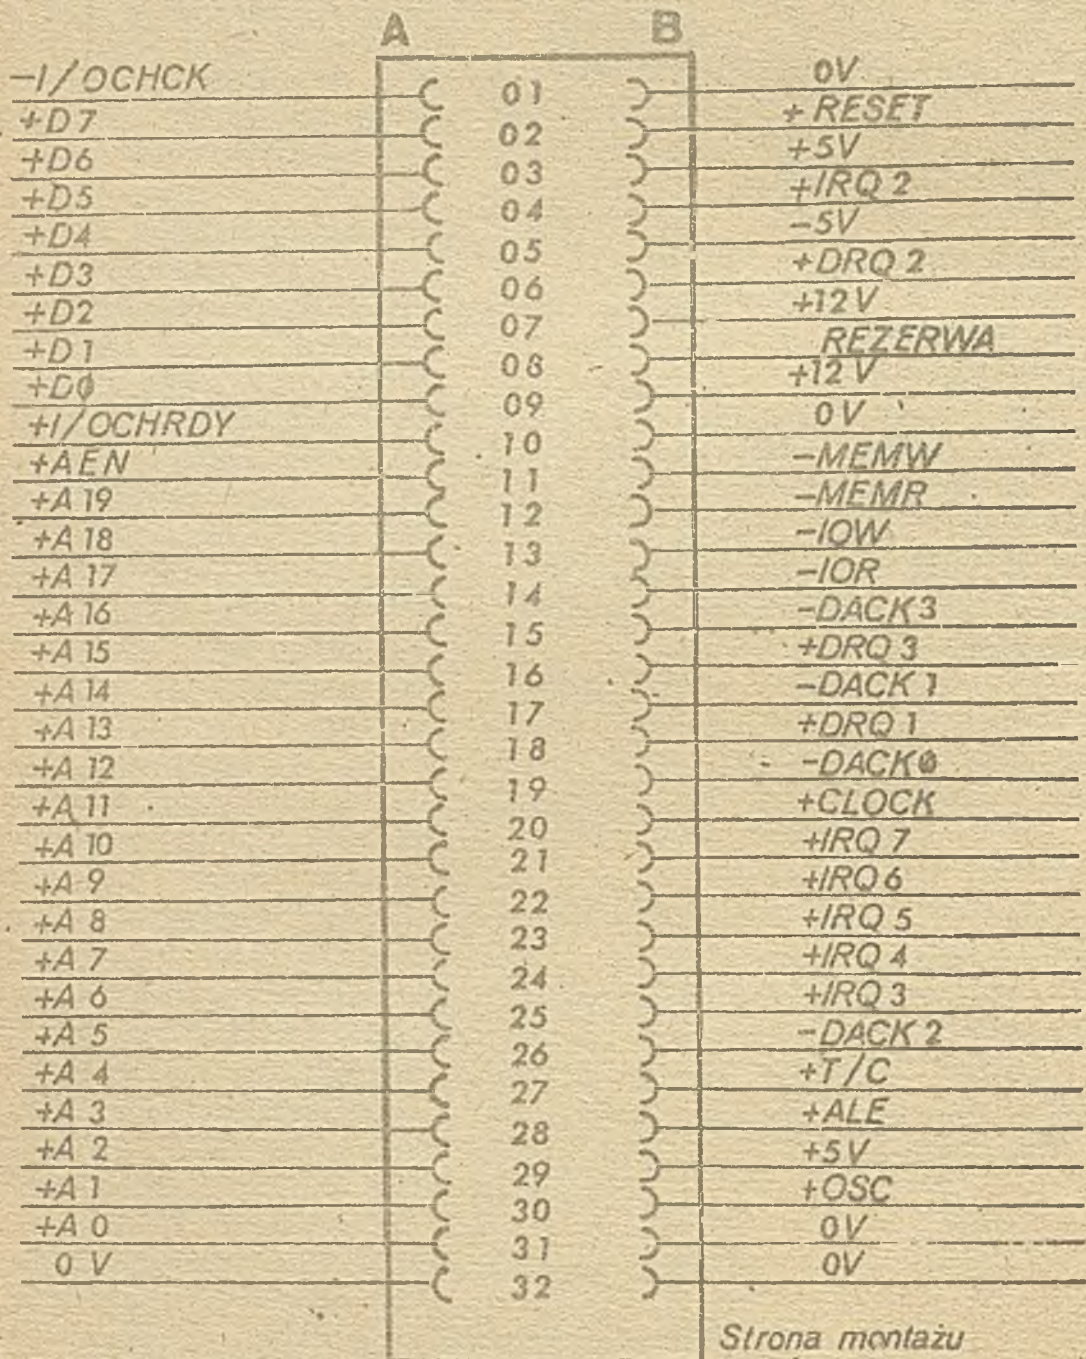 A B
-I/OCHCK 01 0V
+D7 02 +RESET
+D6 03 +5V
+D5 04 +IRQ 2
+D4 05 -5V
+D3 06 +DRQ 2
+D2 07 +12V
+D1 08 REZERWA
+D0 09 +12V
+I/OCHRDY 10 0V
+AEN 11 -MEMW
+A 19 12 -MEMR
+A 18 13 -IOW
+A 17 14 -IOR
+A 16 15 -DACK3
+A 15 16 +DRQ 3
+A 14 17 -DACK 1
+A 13 18 +DRQ 1
+A 12 19 -DACK0
+A 11 20 +CLOCK
+A 10 21 +IRQ 7
+A 9 22 +IRQ 6
+A 8 23 +IRQ 5
+A 7 24 +IRQ 4
+A 6 25 +IRQ 3
+A 5 26 -DACK 2
+A 4 27 +T/C
+A 3 28 +ALE
+A 2 29 +5V
+A 1 30 +OSC
+A 0 31 0V
0 V 32 0V
Strona montażu